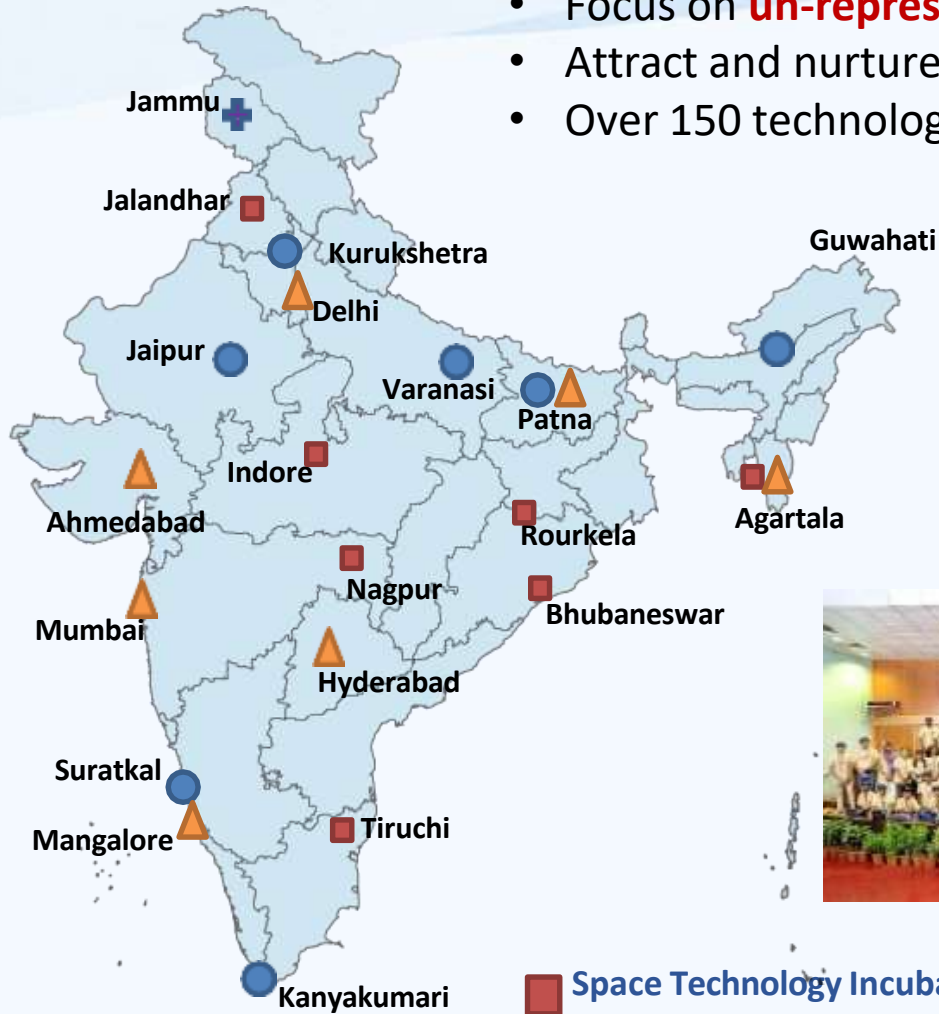 • Focus on un-repres
• Attract and nurture
• Over 150 technolog
Jammu
Jalandhar
Kurukshetra
Guwahati
Delhi
Jaipur
Varanasi
Patna
Indore
Ahmedabad
Rourkela
Agartala
Nagpur
Bhubaneswar
Mumbai
Hyderabad
Suratkal
Tiruchi
Mangalore
Space Technology Incuba
Kanyakumari